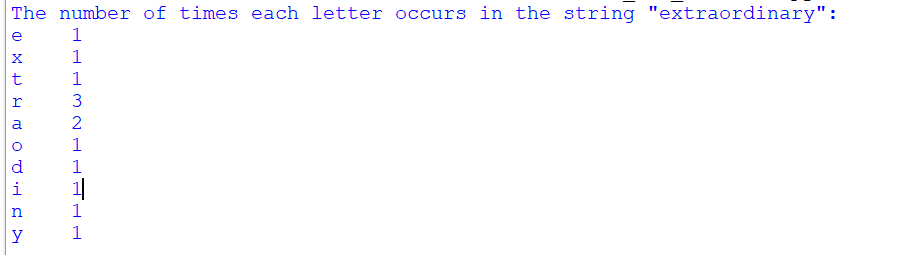 The number of times each letter occurs in the string "extraordinary":
e 1
x 1
t 1
r 3
a 2
o 1
d 1
i 1
n 1
y 1